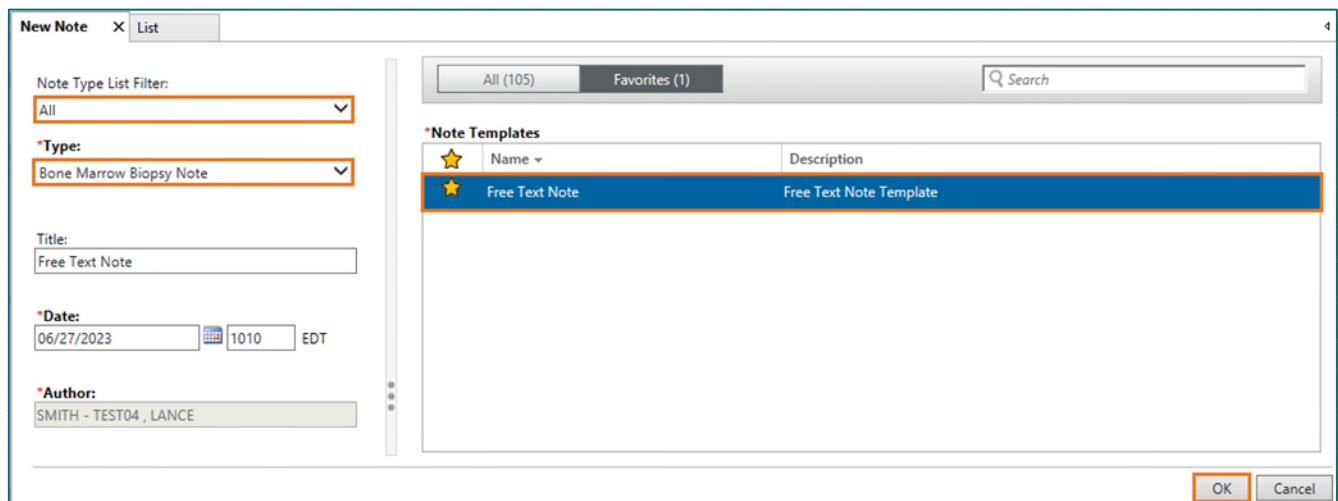 New Note X List
Note Type List Filter:
All
*Type:
Bone Marrow Biopsy Note
Title:
Free Text Note
*Date:
06/27/2023 1010 EDT
*Author:
SMITH - TEST04 , LANCE
All (105) Favorites (1) Search
*Note Templates
Name Description
Free Text Note Free Text Note Template
OK Cancel